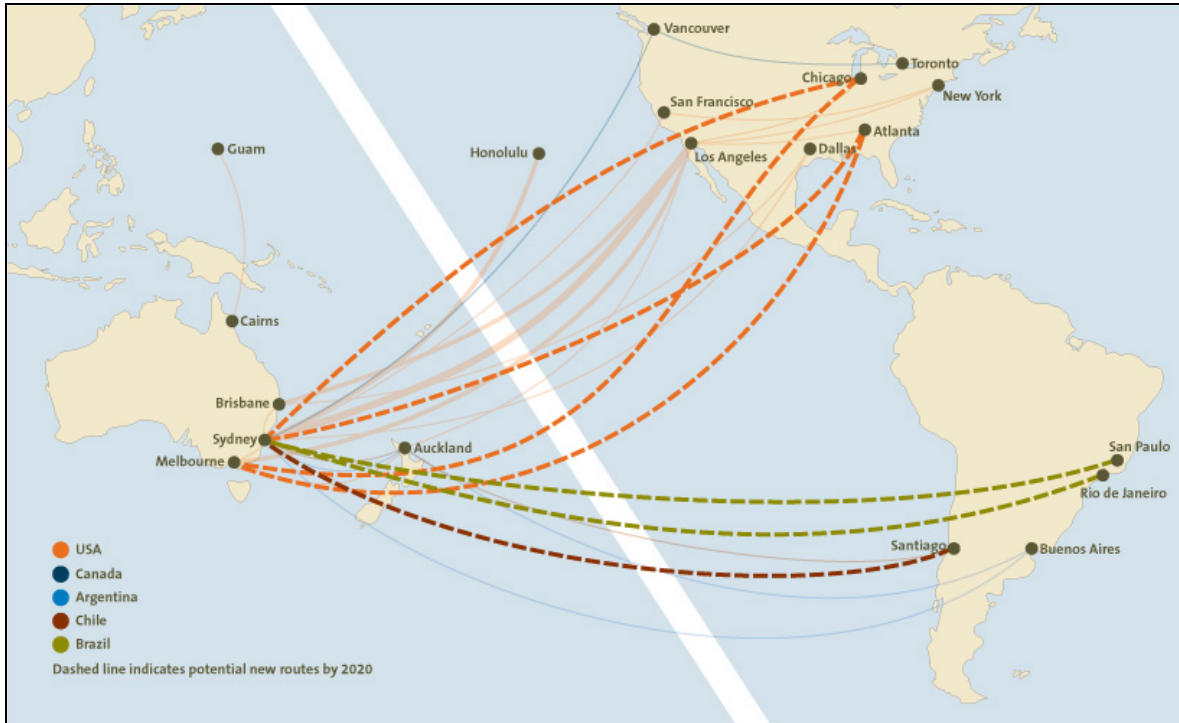 Vancouver
Toronto
Chicago
New York
San Francisco
Atlanta
Guam
Honolulu
Los Angeles
Dallas
Cairns
Brisbane
Sydney
Auckland
Melbourne
San Paulo
Rio de Janeiro
Santiago
Buenos Aires
USA
Canada
Argentina
Chile
Brazil
Dashed line indicates potential new routes by 2020